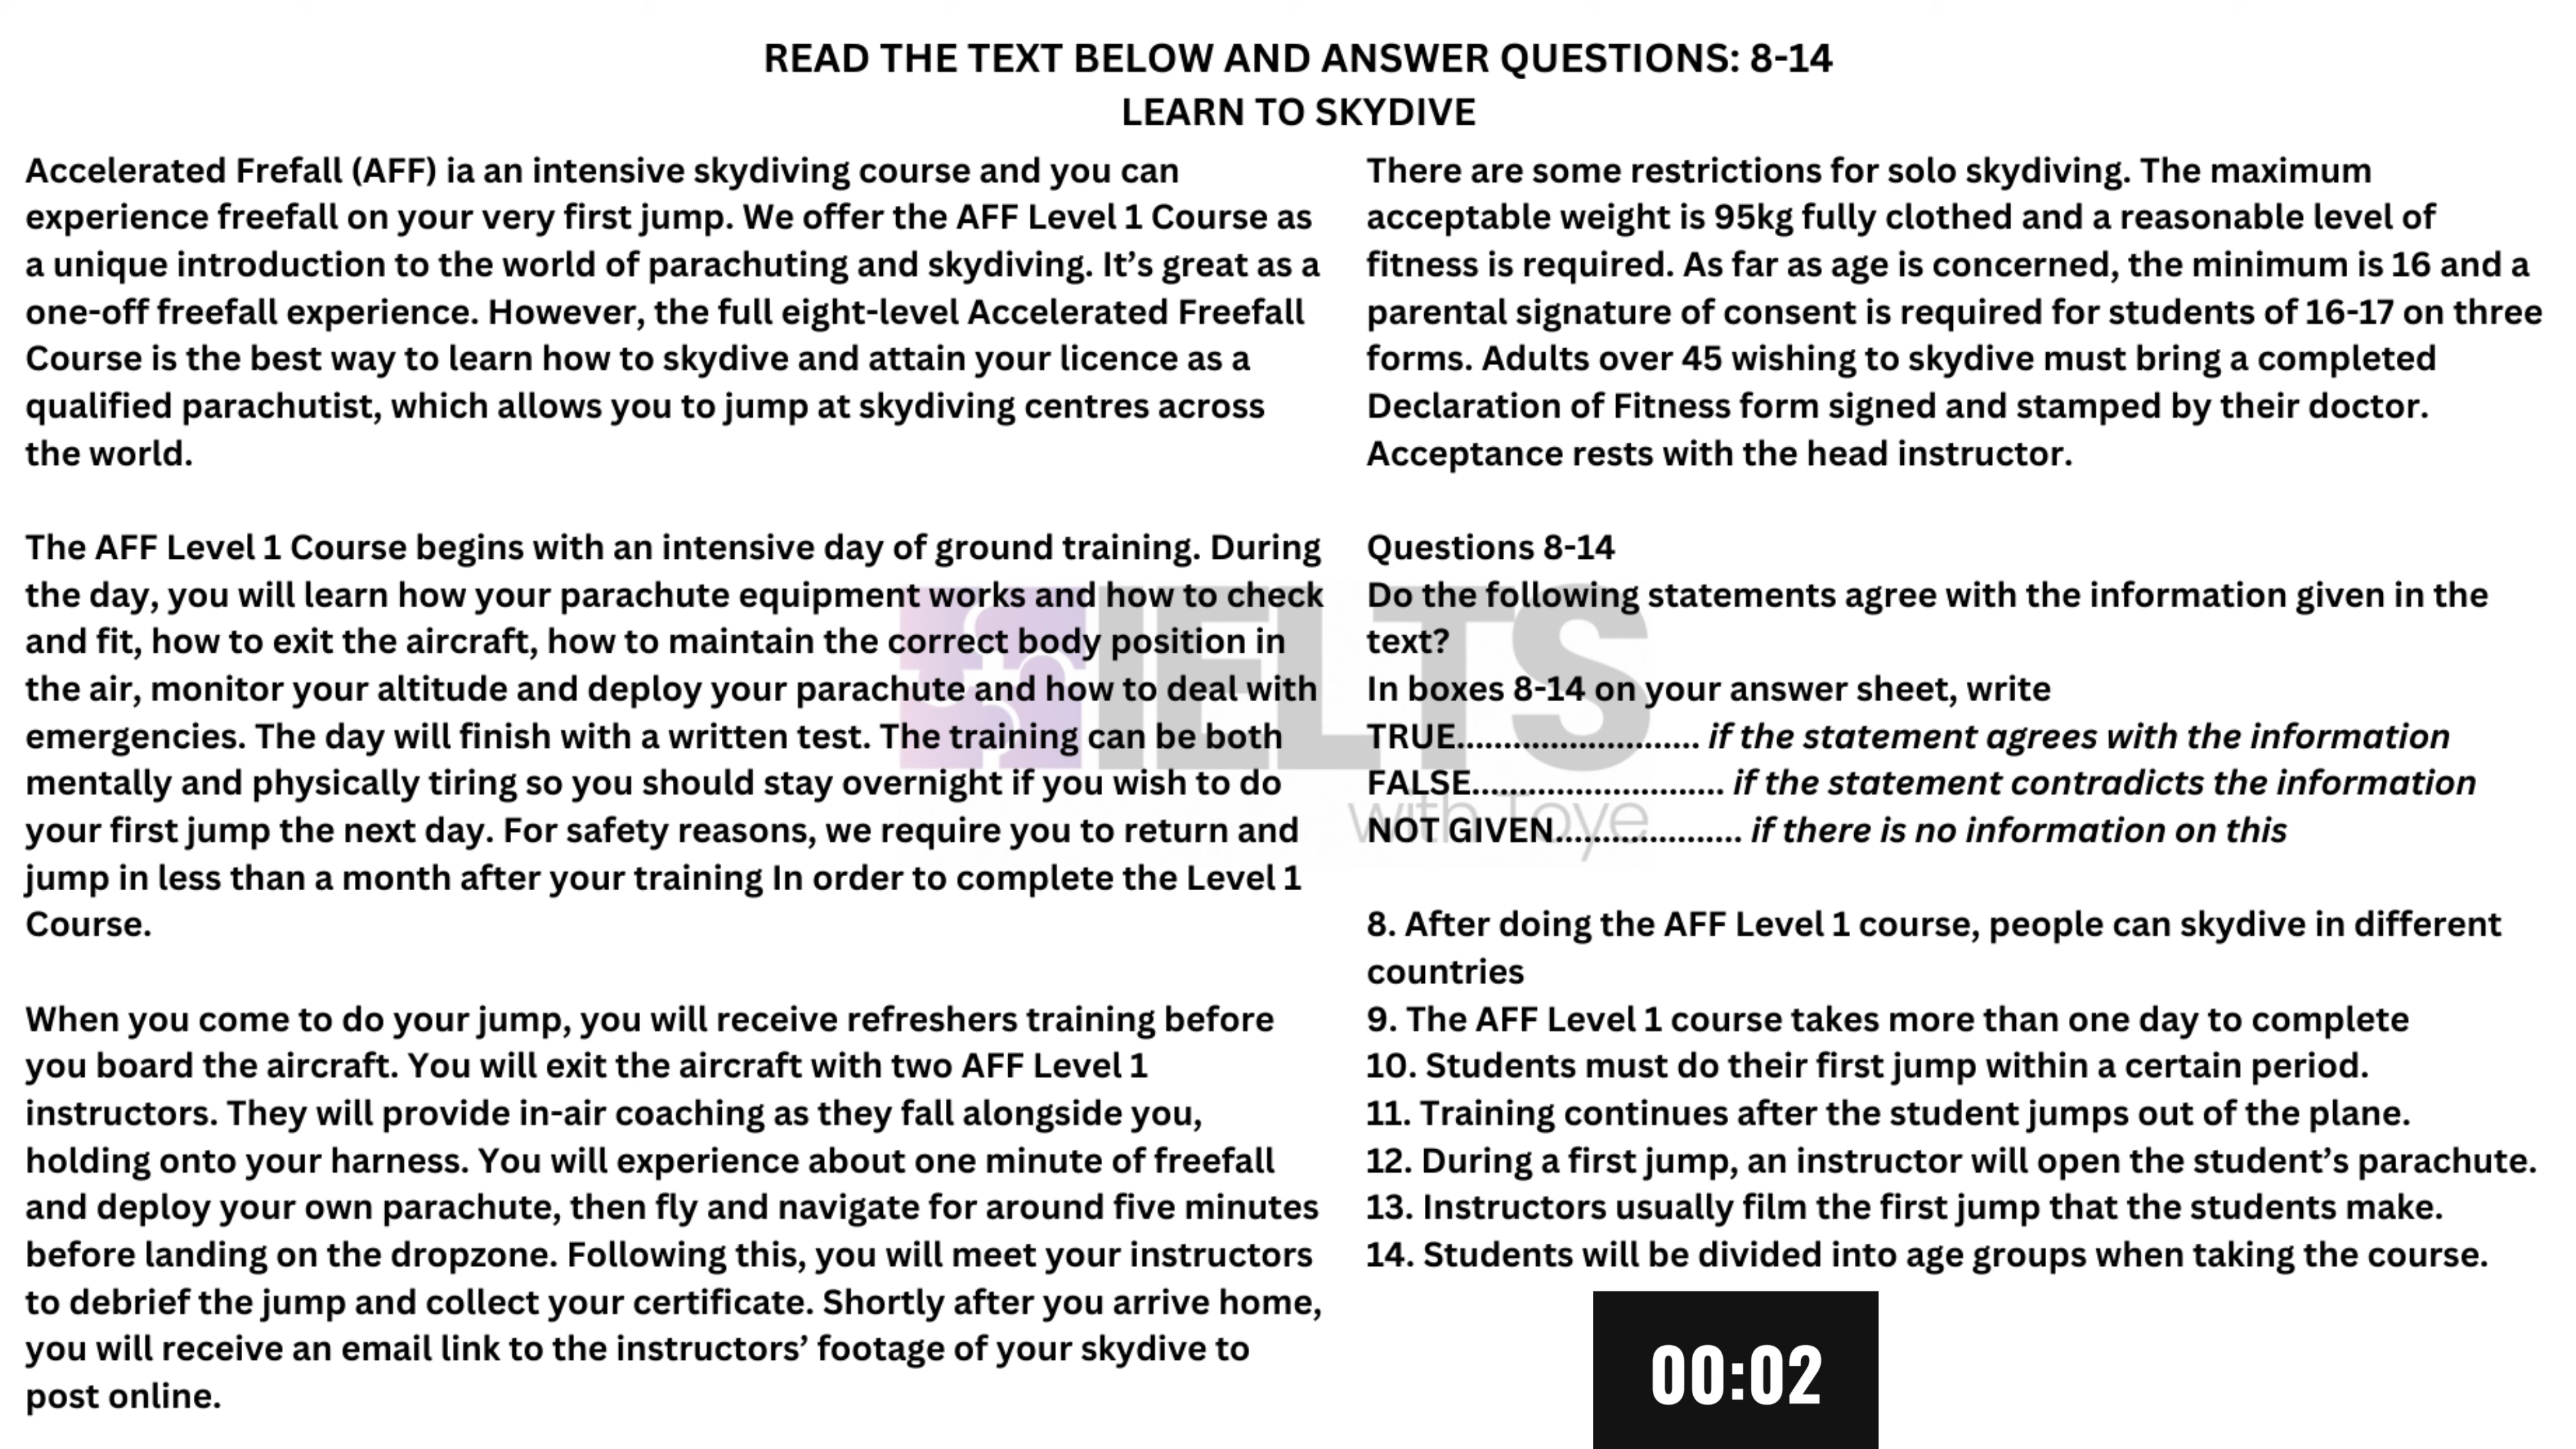 READ THE TEXT BELOW AND ANSWER QUESTIONS: 8-14
LEARN TO SKYDIVE
Accelerated Frefall (AFF) ia an intensive skydiving course and you can
experience freefall on your very first jump. We offer the AFF Level 1 Course as
a unique introduction to the world of parachuting and skydiving. It’s great as a
one-off freefall experience. However, the full eight-level Accelerated Freefall
Course is the best way to learn how to skydive and attain your licence as a
qualified parachutist, which allows you to jump at skydiving centres across
the world.
The AFF Level 1 Course begins with an intensive day of ground training. During
the day, you will learn how your parachute equipment works and how to check
and fit, how to exit the aircraft, how to maintain the correct body position in
the air, monitor your altitude and deploy your parachute and how to deal with
emergencies. The day will finish with a written test. The training can be both
mentally and physically tiring so you should stay overnight if you wish to do
your first jump the next day. For safety reasons, we require you to return and
jump in less than a month after your training In order to complete the Level 1
Course.
When you come to do your jump, you will receive refreshers training before
you board the aircraft. You will exit the aircraft with two AFF Level 1
instructors. They will provide in-air coaching as they fall alongside you,
holding onto your harness. You will experience about one minute of freefall
and deploy your own parachute, then fly and navigate for around five minutes
before landing on the dropzone. Following this, you will meet your instructors
to debrief the jump and collect your certificate. Shortly after you arrive home,
you will receive an email link to the instructors’ footage of your skydive to
post online.
There are some restrictions for solo skydiving. The maximum
acceptable weight is 95kg fully clothed and a reasonable level of
fitness is required. As far as age is concerned, the minimum is 16 and a
parental signature of consent is required for students of 16-17 on three
forms. Adults over 45 wishing to skydive must bring a completed
Declaration of Fitness form signed and stamped by their doctor.
Acceptance rests with the head instructor.
Questions 8-14
Do the following statements agree with the information given in the
text?
In boxes 8-14 on your answer sheet, write
TRUE.......................... if the statement agrees with the information
FALSE........................... if the statement contradicts the information
NOT GIVEN.................... if there is no information on this
8. After doing the AFF Level 1 course, people can skydive in different
countries
9. The AFF Level 1 course takes more than one day to complete
10. Students must do their first jump within a certain period.
11. Training continues after the student jumps out of the plane.
12. During a first jump, an instructor will open the student’s parachute.
13. Instructors usually film the first jump that the students make.
14. Students will be divided into age groups when taking the course.
00:02
IELTS
with Toye